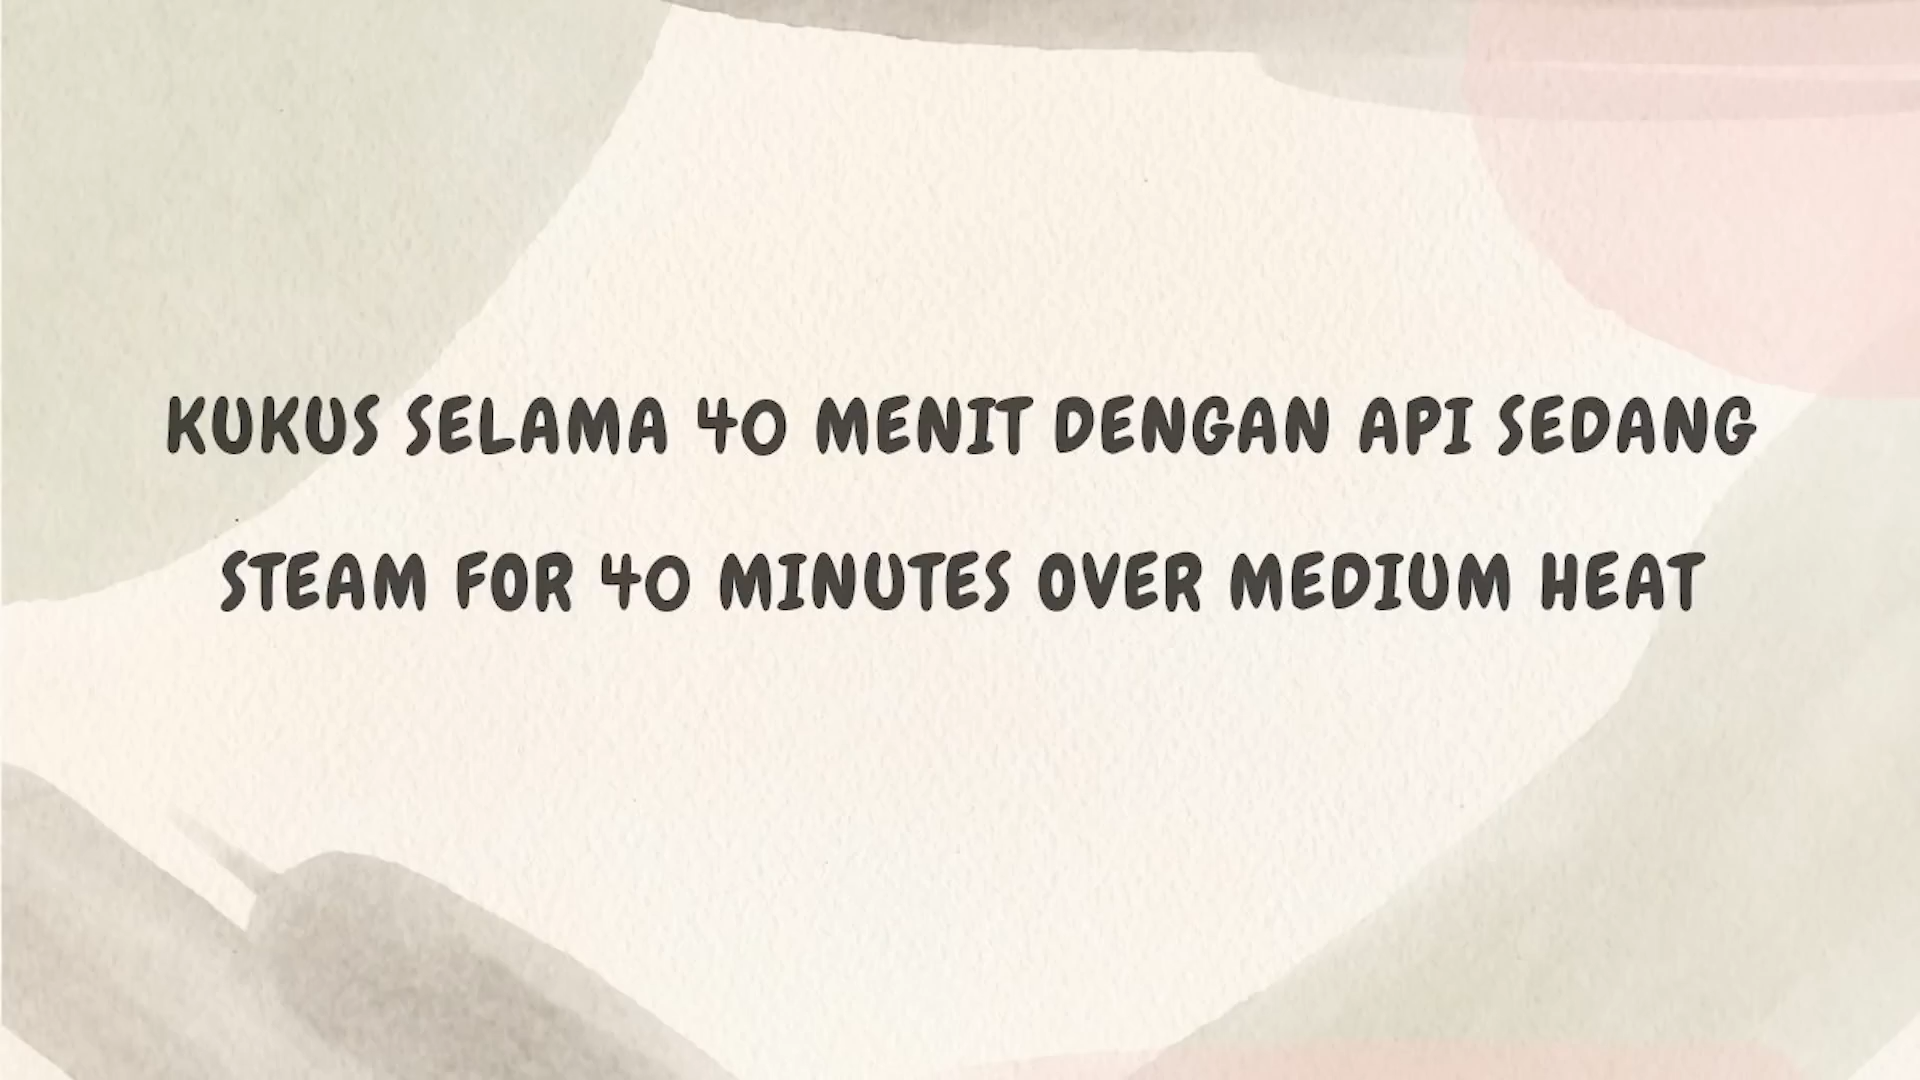 KUKUS SELAMA 40 MENIT DENGAN API SEDANG
STEAM FOR 40 MINUTES OVER MEDIUM HEAT